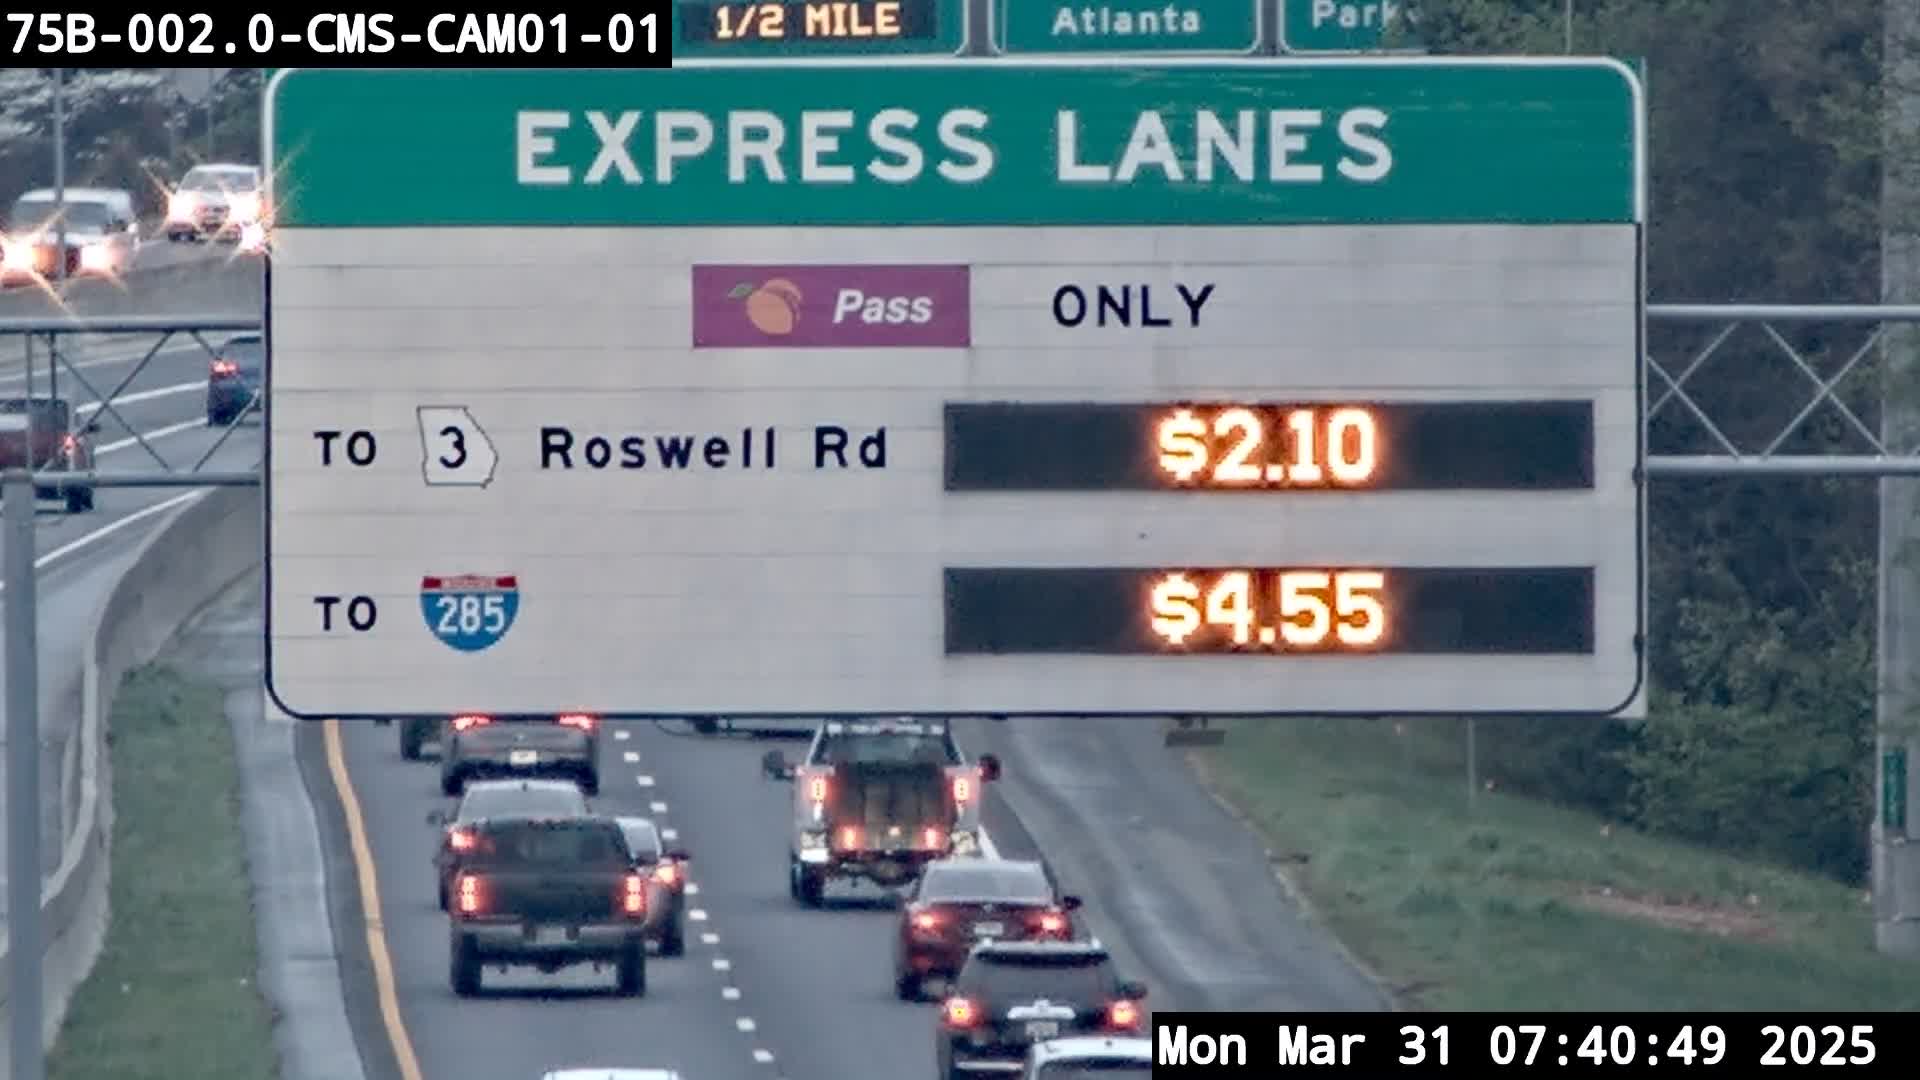 75B-002.0-CMS-CAM01-01
1/2 MILE
Atlanta
EXPRESS LANES
Pass ONLY
TO 3 Roswell Rd $2.10
TO 285 $4.55
Mon Mar 31 07:40:49 2025